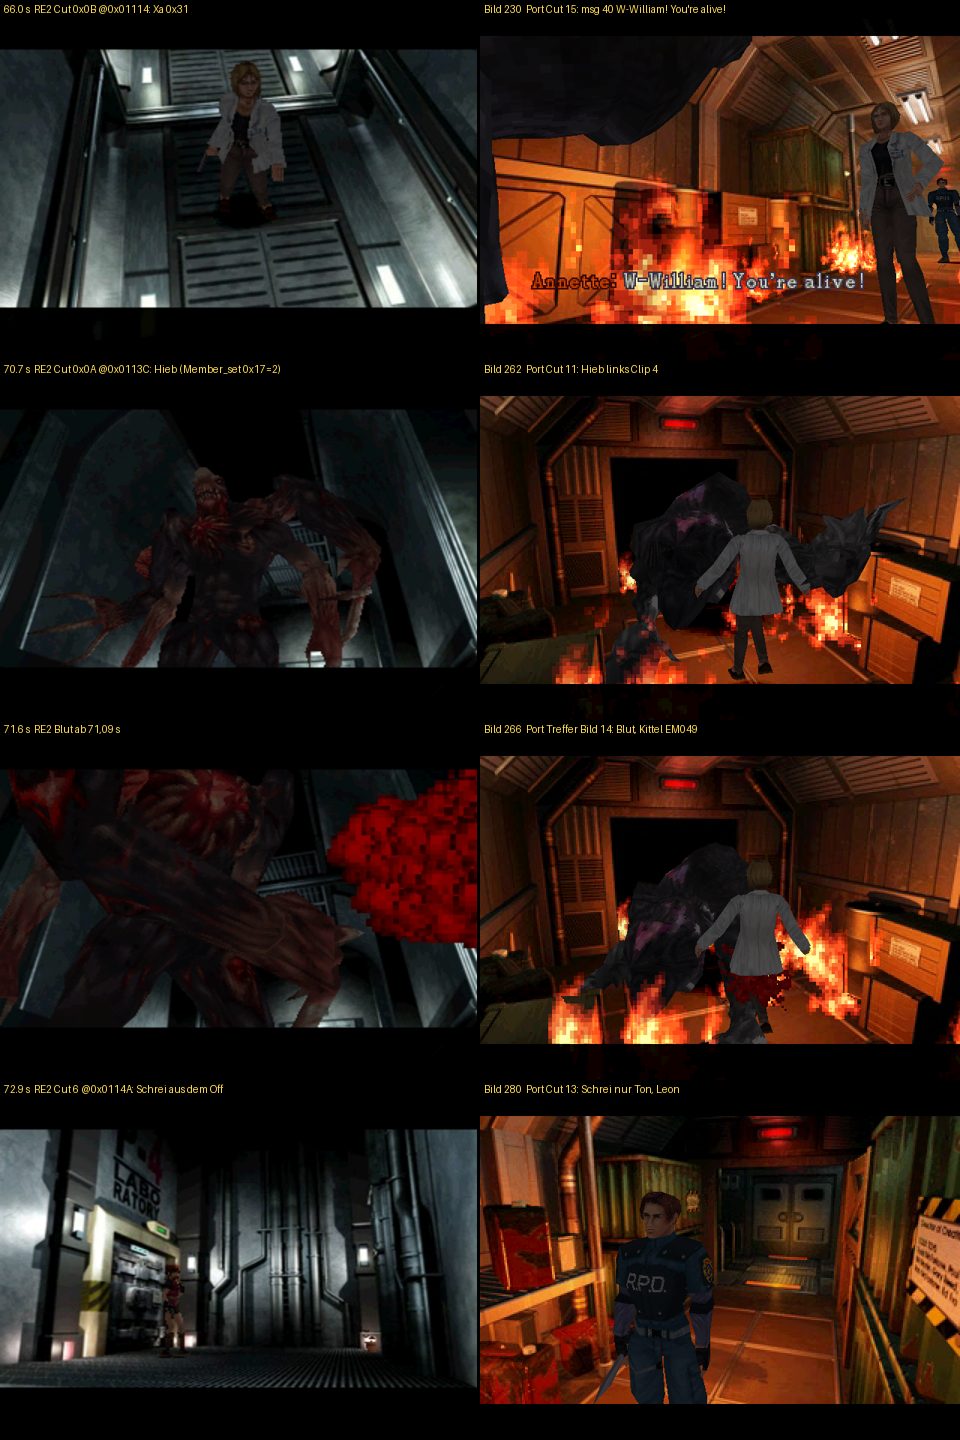 66.0 s RE2 Cut 0x0B @0x01114: Xa 0x31
Bild 230 Port Cut 15: msg 40 W-William! You're alive!
Annette: W-William! You're alive!
70.7 s RE2 Cut 0x0A @0x0113C: Hieb (Member_set 0x17=2)
Bild 262 Port Cut 11: Hieb links Clip 4
71.6 s RE2 Blut ab 71,09 s
Bild 266 Port Treffer Bild 14: Blut, Kittel EM049
72.9 s RE2 Cut 6 @0x0114A: Schrei aus dem Off
Bild 280 Port Cut 13: Schrei nur Ton, Leon
LABO
RATORY
R.P.D.